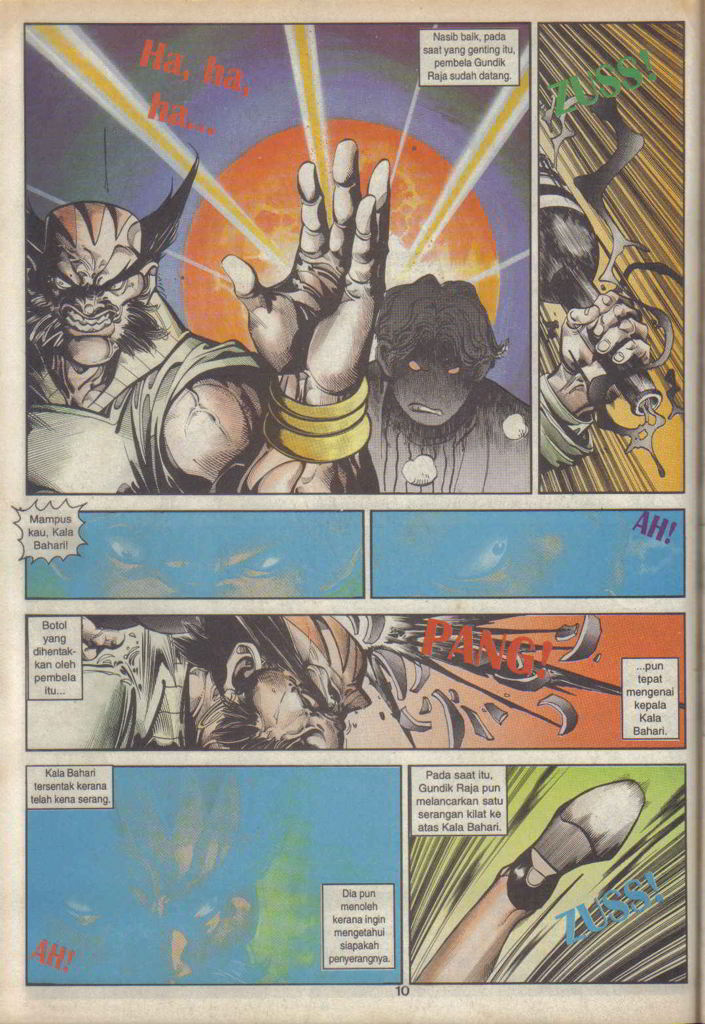 Ha, ha,
ha...
Nasib baik, pada
saat yang genting itu,
pembela Gundik
Raja sudah datang.
ZUSS!
Mampus
kau, Kala
Bahari!
AH!
Botol
yang
dihentak-
kan oleh
pembela
itu...
PANG!
...pun
tepat
mengenai
kepala
Kala
Bahari.
Kala Bahari
tersentak kerana
telah kena serang.
Dia pun
menoleh
kerana ingin
mengetahui
siapakah
penyerangnya.
AH!
Pada saat itu,
Gundik Raja pun
melancarkan satu
serangan kilat ke
atas Kala Bahari.
ZUSS!
10